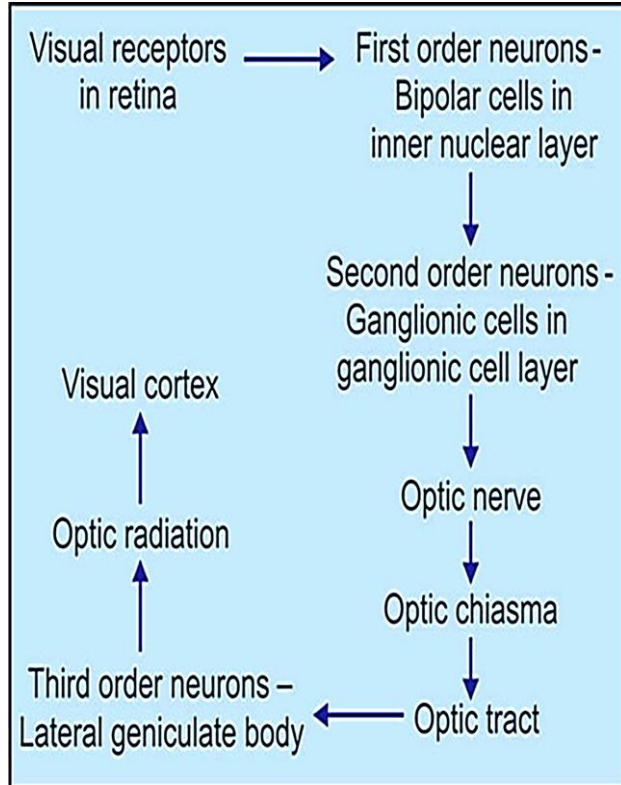 Visual receptors
in retina
First order neurons -
Bipolar cells in
inner nuclear layer
Second order neurons -
Ganglionic cells in
ganglionic cell layer
Optic nerve
Optic chiasma
Optic tract
Third order neurons –
Lateral geniculate body
Optic radiation
Visual cortex